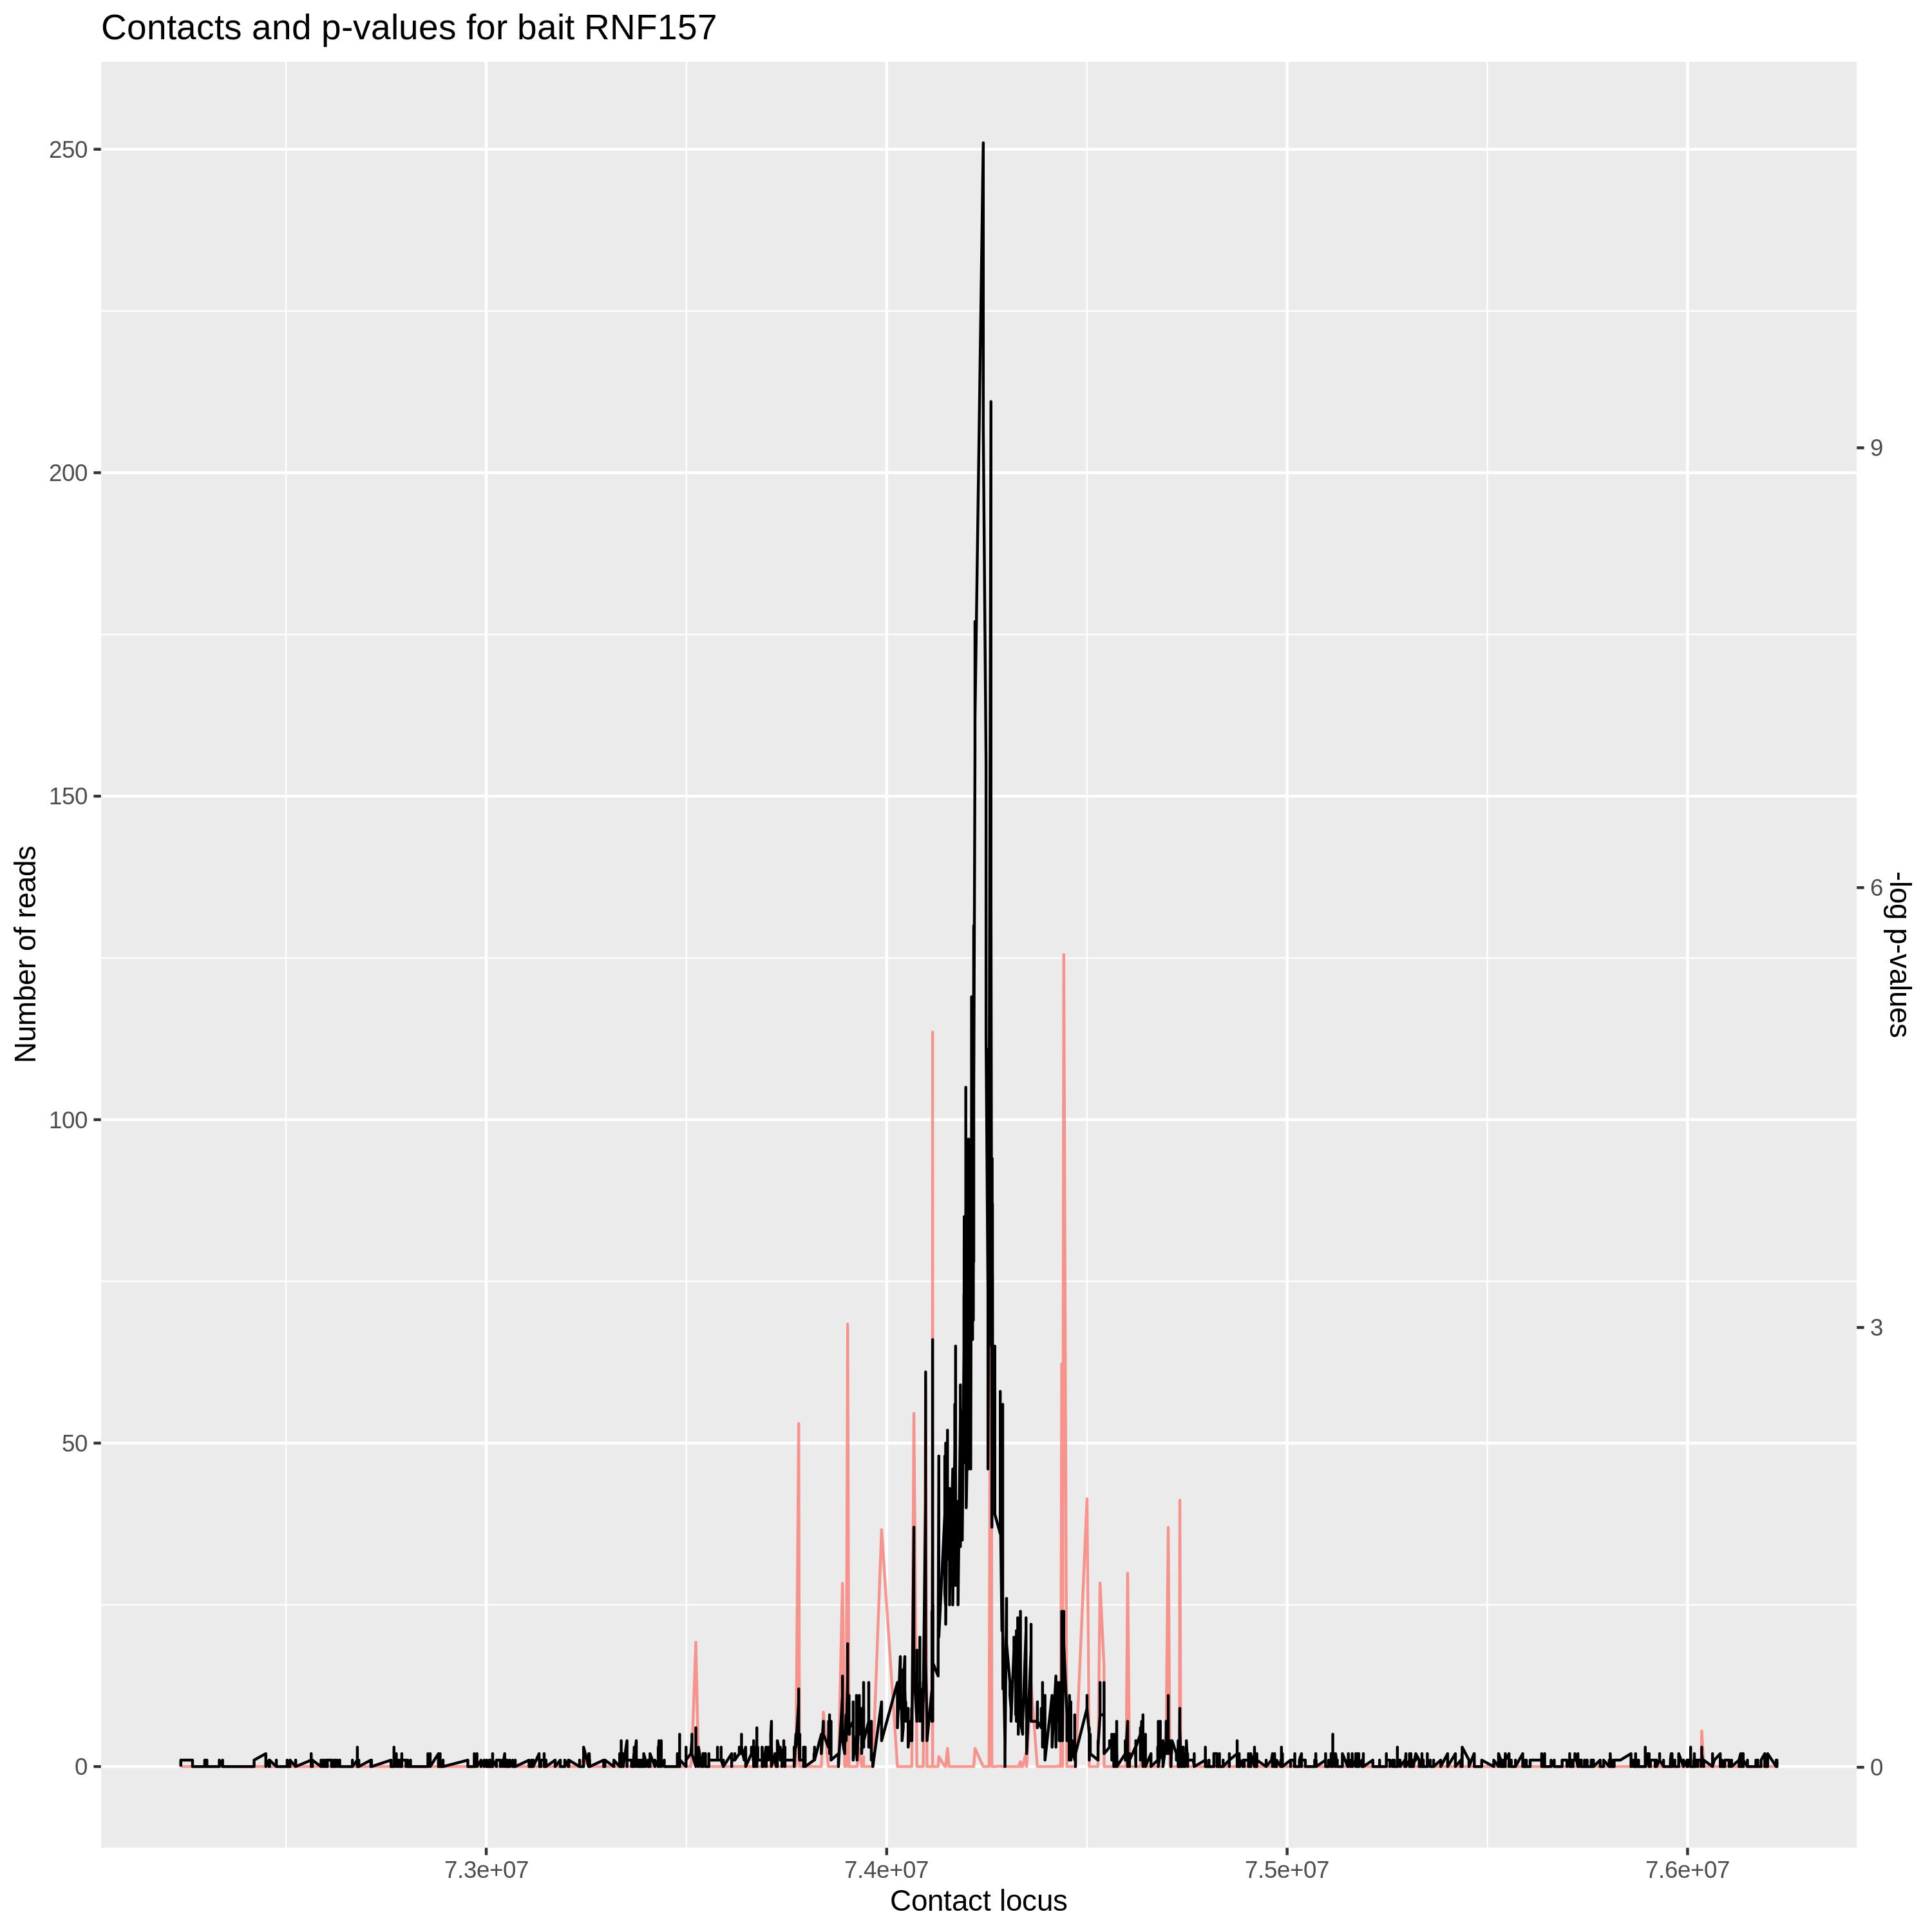 Contacts and p-values for bait RNF157
250
200
150
100
50
0
Number of reads
9
6
3
0
-log p-values
7.3e+07
7.4e+07
7.5e+07
7.6e+07
Contact locus